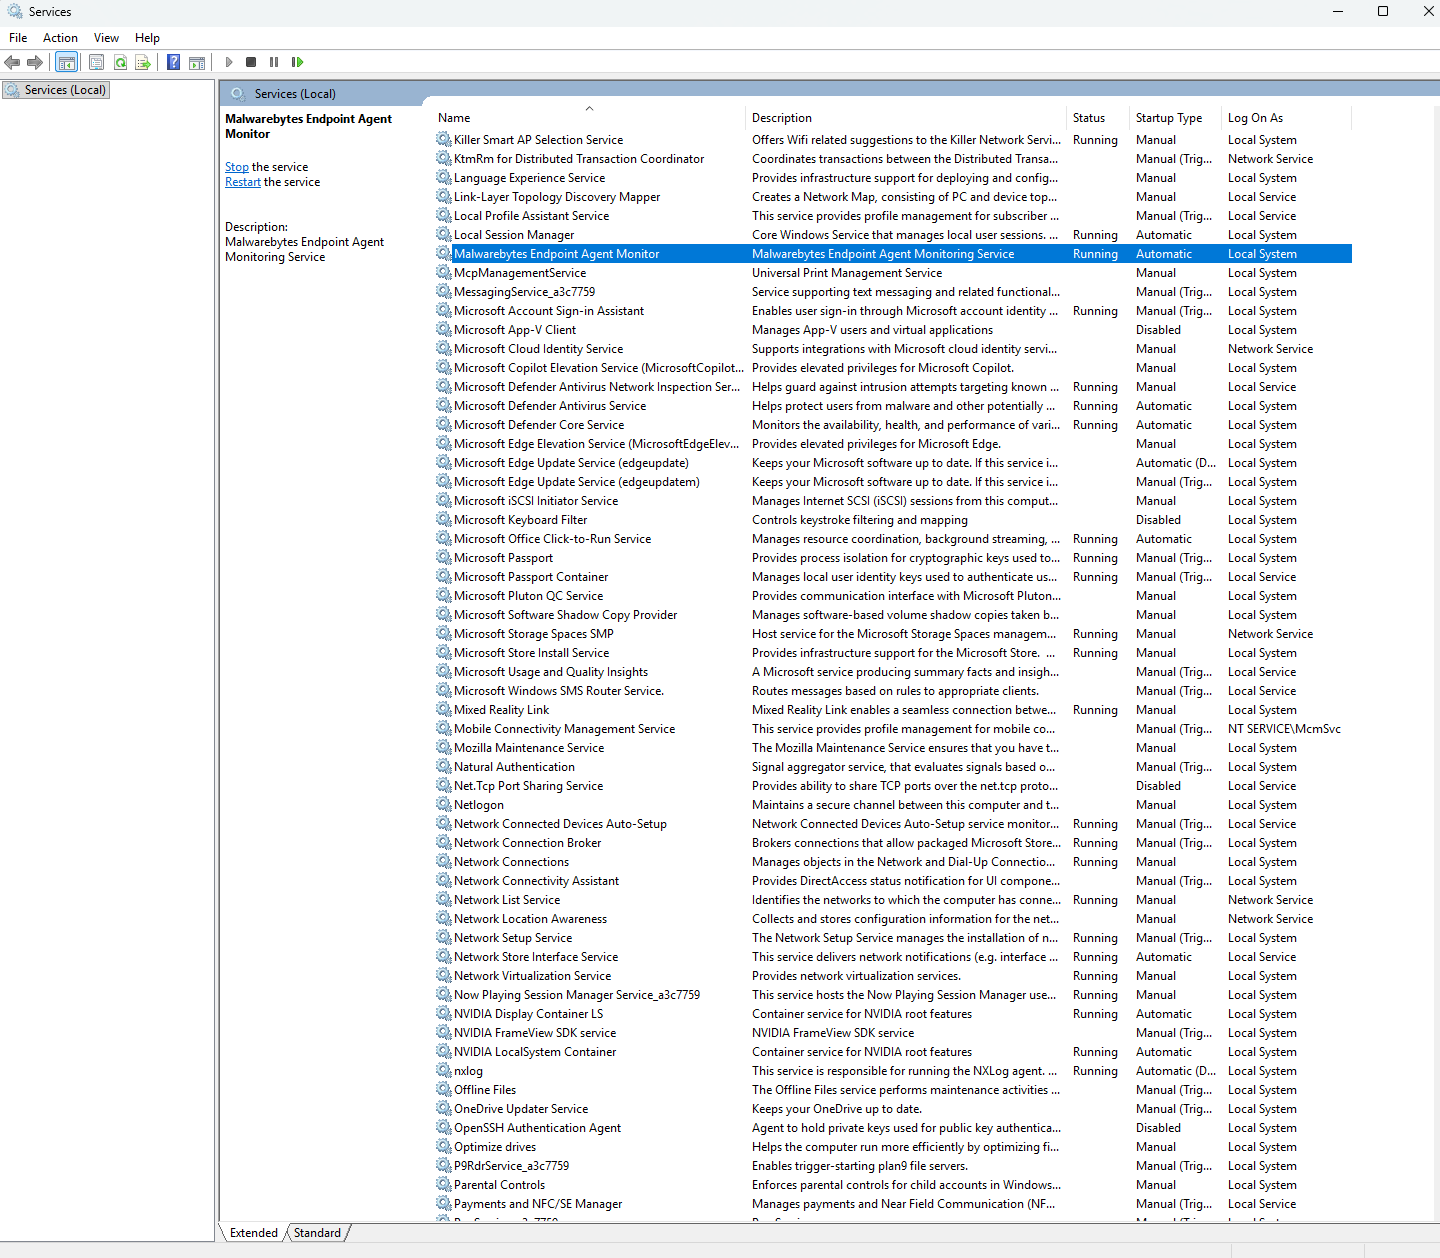 Services
File Action View Help
Services (Local)
Services (Local)
Malwarebytes Endpoint Agent
Monitor
Stop the service
Restart the service
Description:
Malwarebytes Endpoint Agent
Monitoring Service
Name Description Status Startup Type Log On As
Killer Smart AP Selection Service Offers Wifi related suggestions to the Killer Network Servi... Running Manual Local System
KtmRm for Distributed Transaction Coordinator Coordinates transactions between the Distributed Transa... Manual (Trig... Network Service
Language Experience Service Provides infrastructure support for deploying and config... Manual Local System
Link-Layer Topology Discovery Mapper Creates a Network Map, consisting of PC and device top... Manual Local Service
Local Profile Assistant Service This service provides profile management for subscriber ... Manual (Trig... Local Service
Local Session Manager Core Windows Service that manages local user sessions. ... Running Automatic Local System
Malwarebytes Endpoint Agent Monitor Malwarebytes Endpoint Agent Monitoring Service Running Automatic Local System
McpManagementService Universal Print Management Service Manual Local System
MessagingService_a3c7759 Service supporting text messaging and related functional... Manual (Trig... Local System
Microsoft Account Sign-in Assistant Enables user sign-in through Microsoft account identity ... Running Manual (Trig... Local System
Microsoft App-V Client Manages App-V users and virtual applications Disabled Local System
Microsoft Cloud Identity Service Supports integrations with Microsoft cloud identity servi... Manual Network Service
Microsoft Copilot Elevation Service (MicrosoftCopilot... Provides elevated privileges for Microsoft Copilot. Manual Local System
Microsoft Defender Antivirus Network Inspection Ser... Helps guard against intrusion attempts targeting known ... Running Manual Local Service
Microsoft Defender Antivirus Service Helps protect users from malware and other potentially ... Running Automatic Local System
Microsoft Defender Core Service Monitors the availability, health, and performance of vari... Running Automatic Local System
Microsoft Edge Elevation Service (MicrosoftEdgeElev... Provides elevated privileges for Microsoft Edge. Manual Local System
Microsoft Edge Update Service (edgeupdate) Keeps your Microsoft software up to date. If this service i... Automatic (D... Local System
Microsoft Edge Update Service (edgeupdatem) Keeps your Microsoft software up to date. If this service i... Manual (Trig... Local System
Microsoft iSCSI Initiator Service Manages Internet SCSI (iSCSI) sessions from this comput... Manual Local System
Microsoft Keyboard Filter Controls keystroke filtering and mapping Disabled Local System
Microsoft Office Click-to-Run Service Manages resource coordination, background streaming, ... Running Automatic Local System
Microsoft Passport Provides process isolation for cryptographic keys used to... Running Manual (Trig... Local System
Microsoft Passport Container Manages local user identity keys used to authenticate us... Running Manual (Trig... Local Service
Microsoft Pluton QC Service Provides communication interface with Microsoft Pluton... Manual Local System
Microsoft Software Shadow Copy Provider Manages software-based volume shadow copies taken b... Manual Local System
Microsoft Storage Spaces SMP Host service for the Microsoft Storage Spaces managem... Running Manual Network Service
Microsoft Store Install Service Provides infrastructure support for the Microsoft Store. ... Running Manual Local System
Microsoft Usage and Quality Insights A Microsoft service producing summary facts and insigh... Manual (Trig... Local Service
Microsoft Windows SMS Router Service. Routes messages based on rules to appropriate clients. Manual (Trig... Local System
Mixed Reality Link Mixed Reality Link enables a seamless connection betwe... Running Manual Local System
Mobile Connectivity Management Service This service provides profile management for mobile co... Manual (Trig... NT SERVICE\McmSvc
Mozilla Maintenance Service The Mozilla Maintenance Service ensures that you have t... Manual Local System
Natural Authentication Signal aggregator service, that evaluates signals based o... Manual (Trig... Local System
Net.Tcp Port Sharing Service Provides ability to share TCP ports over the net.tcp proto... Disabled Local Service
Netlogon Maintains a secure channel between this computer and t... Manual Local System
Network Connected Devices Auto-Setup Network Connected Devices Auto-Setup service monitor... Running Manual (Trig... Local Service
Network Connection Broker Brokers connections that allow packaged Microsoft Store... Running Manual (Trig... Local System
Network Connections Manages objects in the Network and Dial-Up Connectio... Running Manual Local System
Network Connectivity Assistant Provides DirectAccess status notification for UI compone... Manual (Trig... Local System
Network List Service Identifies the networks to which the computer has conne... Running Manual Network Service
Network Location Awareness Collects and stores configuration information for the net... Manual Network Service
Network Setup Service The Network Setup Service manages the installation of n... Running Manual (Trig... Local System
Network Store Interface Service This service delivers network notifications (e.g. interface ... Running Automatic Local Service
Network Virtualization Service Provides network virtualization services. Running Manual Local System
Now Playing Session Manager Service_a3c7759 This service hosts the Now Playing Session Manager use... Running Manual Local System
NVIDIA Display Container LS Container service for NVIDIA root features Running Automatic Local System
NVIDIA FrameView SDK service NVIDIA FrameView SDK service Manual (Trig... Local System
NVIDIA LocalSystem Container Container service for NVIDIA root features Running Automatic Local System
nxlog This service is responsible for running the NXLog agent. ... Running Automatic (D... Local System
Offline Files The Offline Files service performs maintenance activities ... Manual (Trig... Local System
OneDrive Updater Service Keeps your OneDrive up to date. Manual (Trig... Local System
OpenSSH Authentication Agent Agent to hold private keys used for public key authentica... Disabled Local System
Optimize drives Helps the computer run more efficiently by optimizing fi... Manual Local System
P9RdrService_a3c7759 Enables trigger-starting plan9 file servers. Manual (Trig... Local System
Parental Controls Enforces parental controls for child accounts in Windows... Manual Local System
Payments and NFC/SE Manager Manages payments and Near Field Communication (NF... Manual (Trig... Local Service
Extended Standard